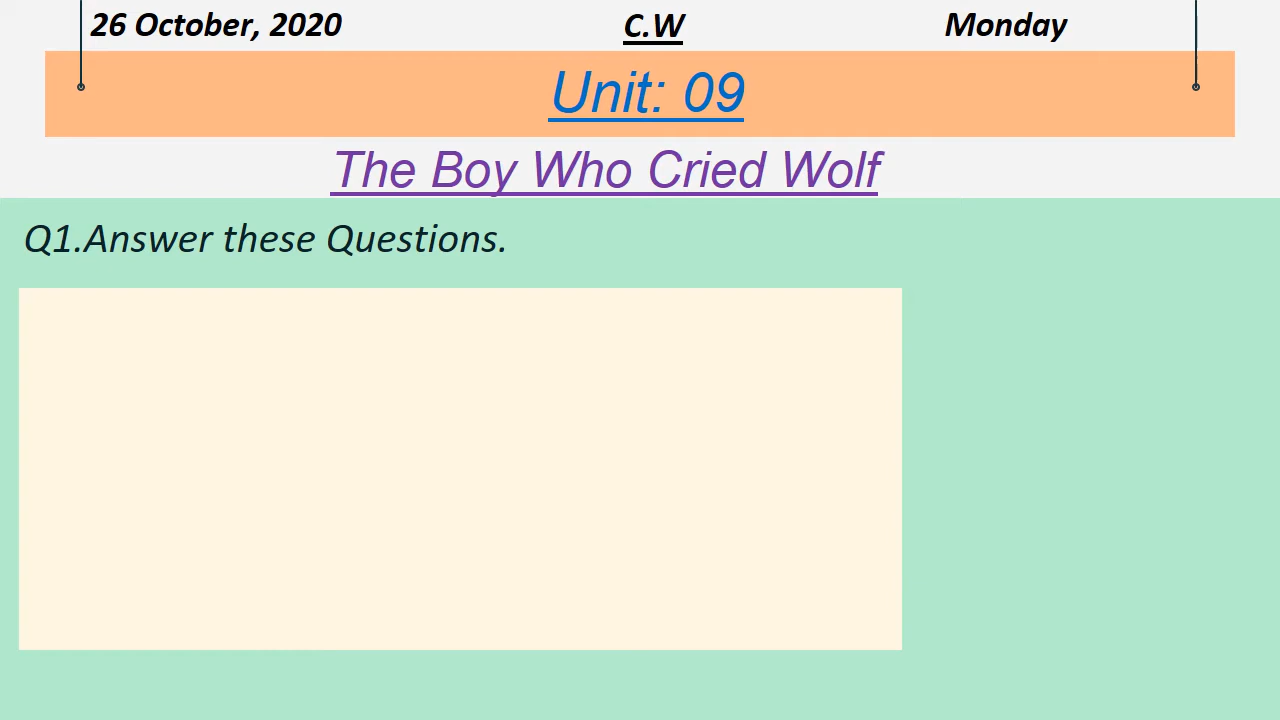 26 October, 2020 C.W Monday
Unit: 09
The Boy Who Cried Wolf
Q1.Answer these Questions.